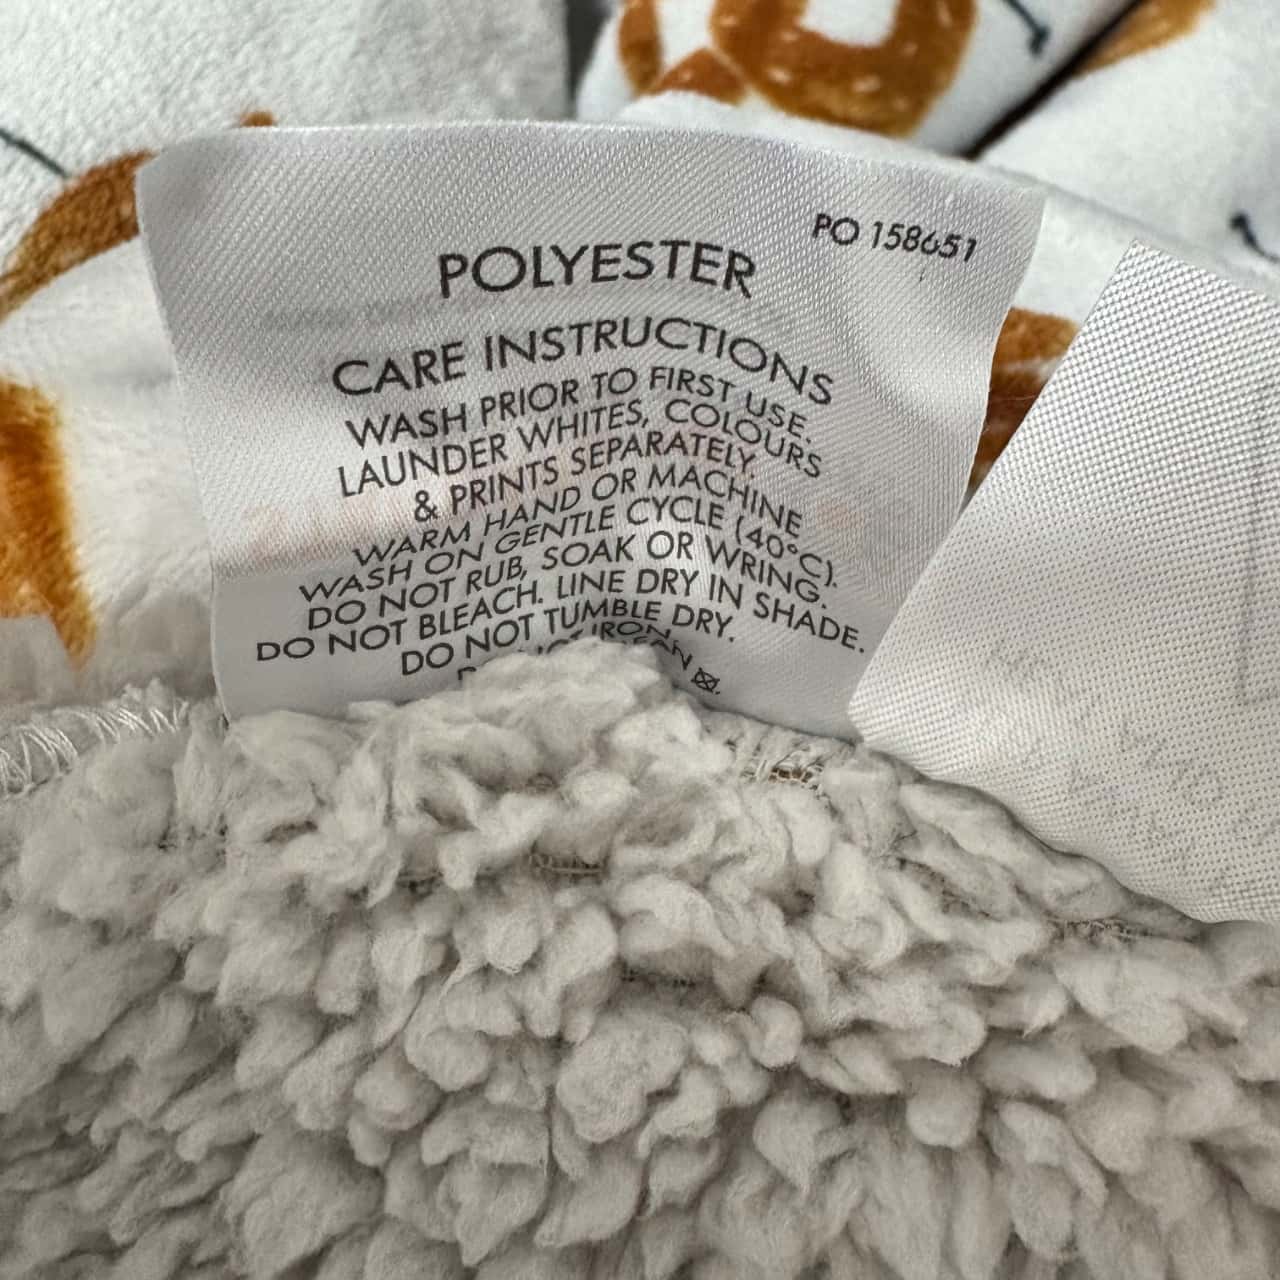 PO 158651
POLYESTER
CARE INSTRUCTIONS
WASH PRIOR TO FIRST USE.
LAUNDER WHITES, COLOURS
& PRINTS SEPARATELY.
WARM HAND OR MACHINE
WASH ON GENTLE CYCLE (40°C).
DO NOT RUB, SOAK OR WRING.
DO NOT BLEACH. LINE DRY IN SHADE.
DO NOT TUMBLE DRY.
IRON